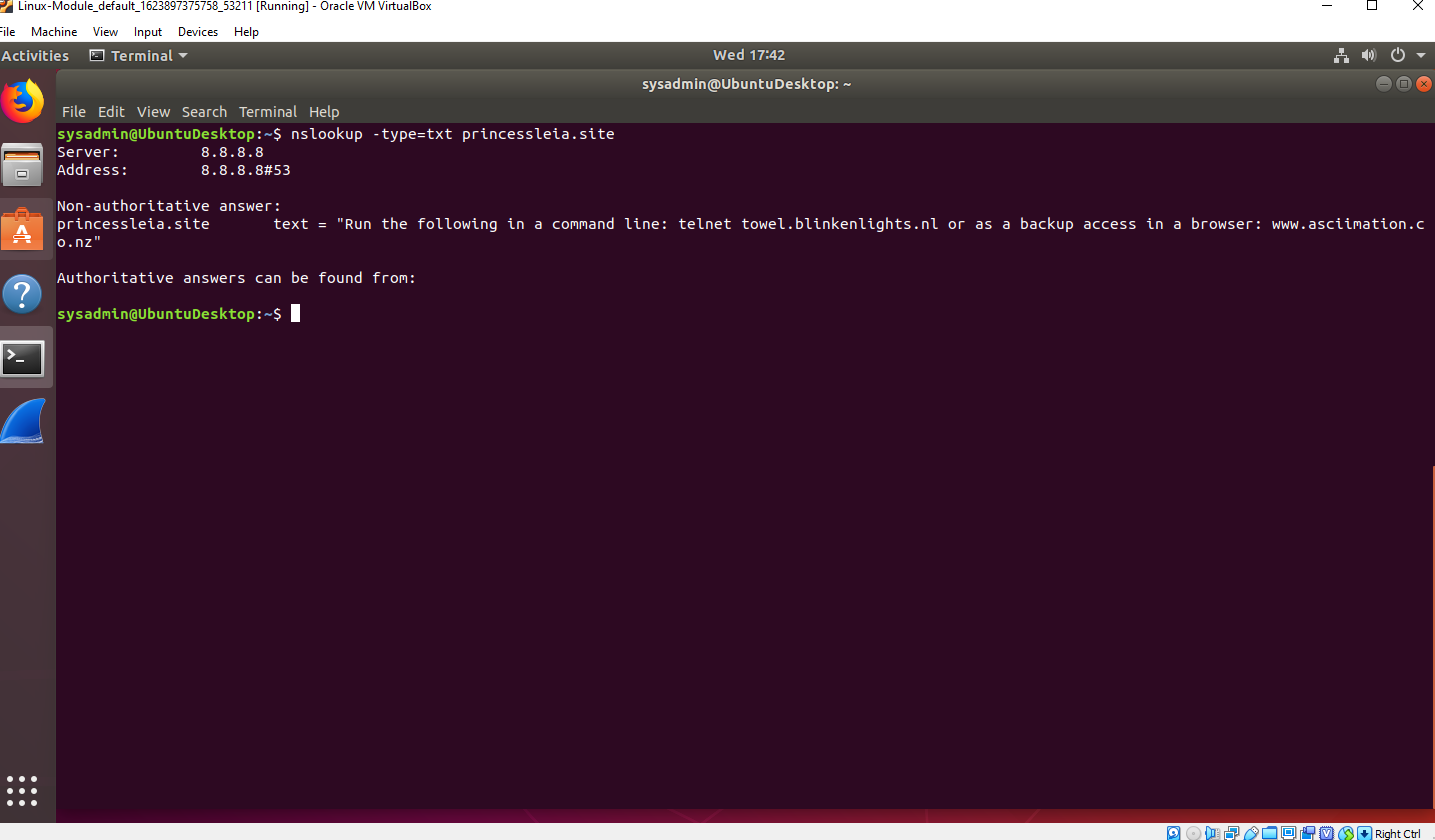 Linux-Module_default_1623897375758_53211 [Running] - Oracle VM VirtualBox
File Machine View Input Devices Help
Activities Terminal Wed 17:42
sysadmin@UbuntuDesktop: ~
File Edit View Search Terminal Help
sysadmin@UbuntuDesktop:~$ nslookup -type=txt princessleia.site
Server: 8.8.8.8
Address: 8.8.8.8#53
Non-authoritative answer:
princessleia.site text = "Run the following in a command line: telnet towel.blinkenlights.nl or as a backup access in a browser: www.asciimation.c
o.nz"
Authoritative answers can be found from:
sysadmin@UbuntuDesktop:~$
Right Ctrl